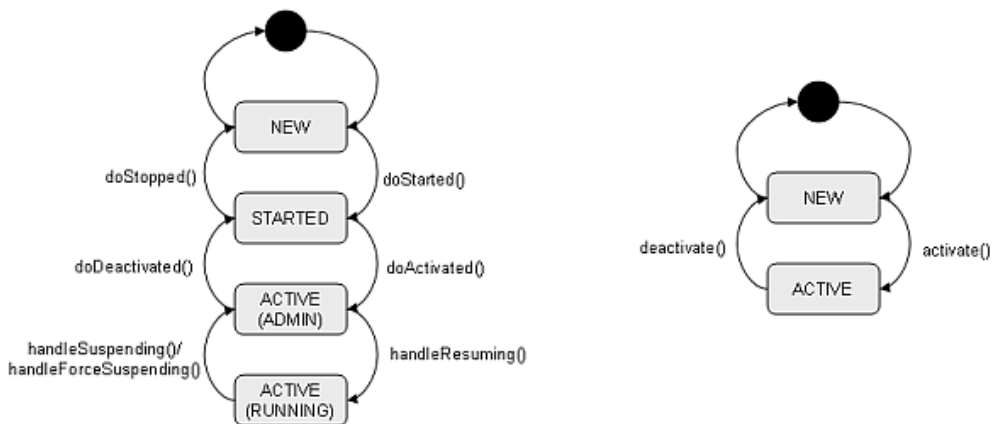 NEW
doStopped()
doStarted()
STARTED
doDeactivated()
doActivated()
ACTIVE
(ADMIN)
handleSuspending()/
handleForceSuspending()
handleResuming()
ACTIVE
(RUNNING)
NEW
deactivate()
activate()
ACTIVE